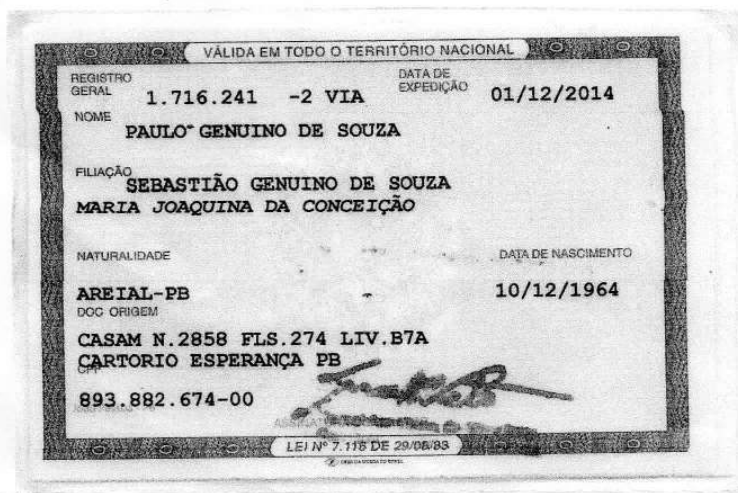 VÁLIDA EM TODO O TERRITÓRIO NACIONAL
REGISTRO GERAL 1.716.241 -2 VIA DATA DE EXPEDIÇÃO 01/12/2014
NOME
PAULO GENUINO DE SOUZA
FILIAÇÃO
SEBASTIÃO GENUINO DE SOUZA
MARIA JOAQUINA DA CONCEIÇÃO
NATURALIDADE DATA DE NASCIMENTO
AREIAL-PB 10/12/1964
DOC ORIGEM
CASAM N.2858 FLS.274 LIV.B7A
CARTORIO ESPERANÇA PB
CPF
893.882.674-00
LEI Nº 7.116 DE 29/08/83